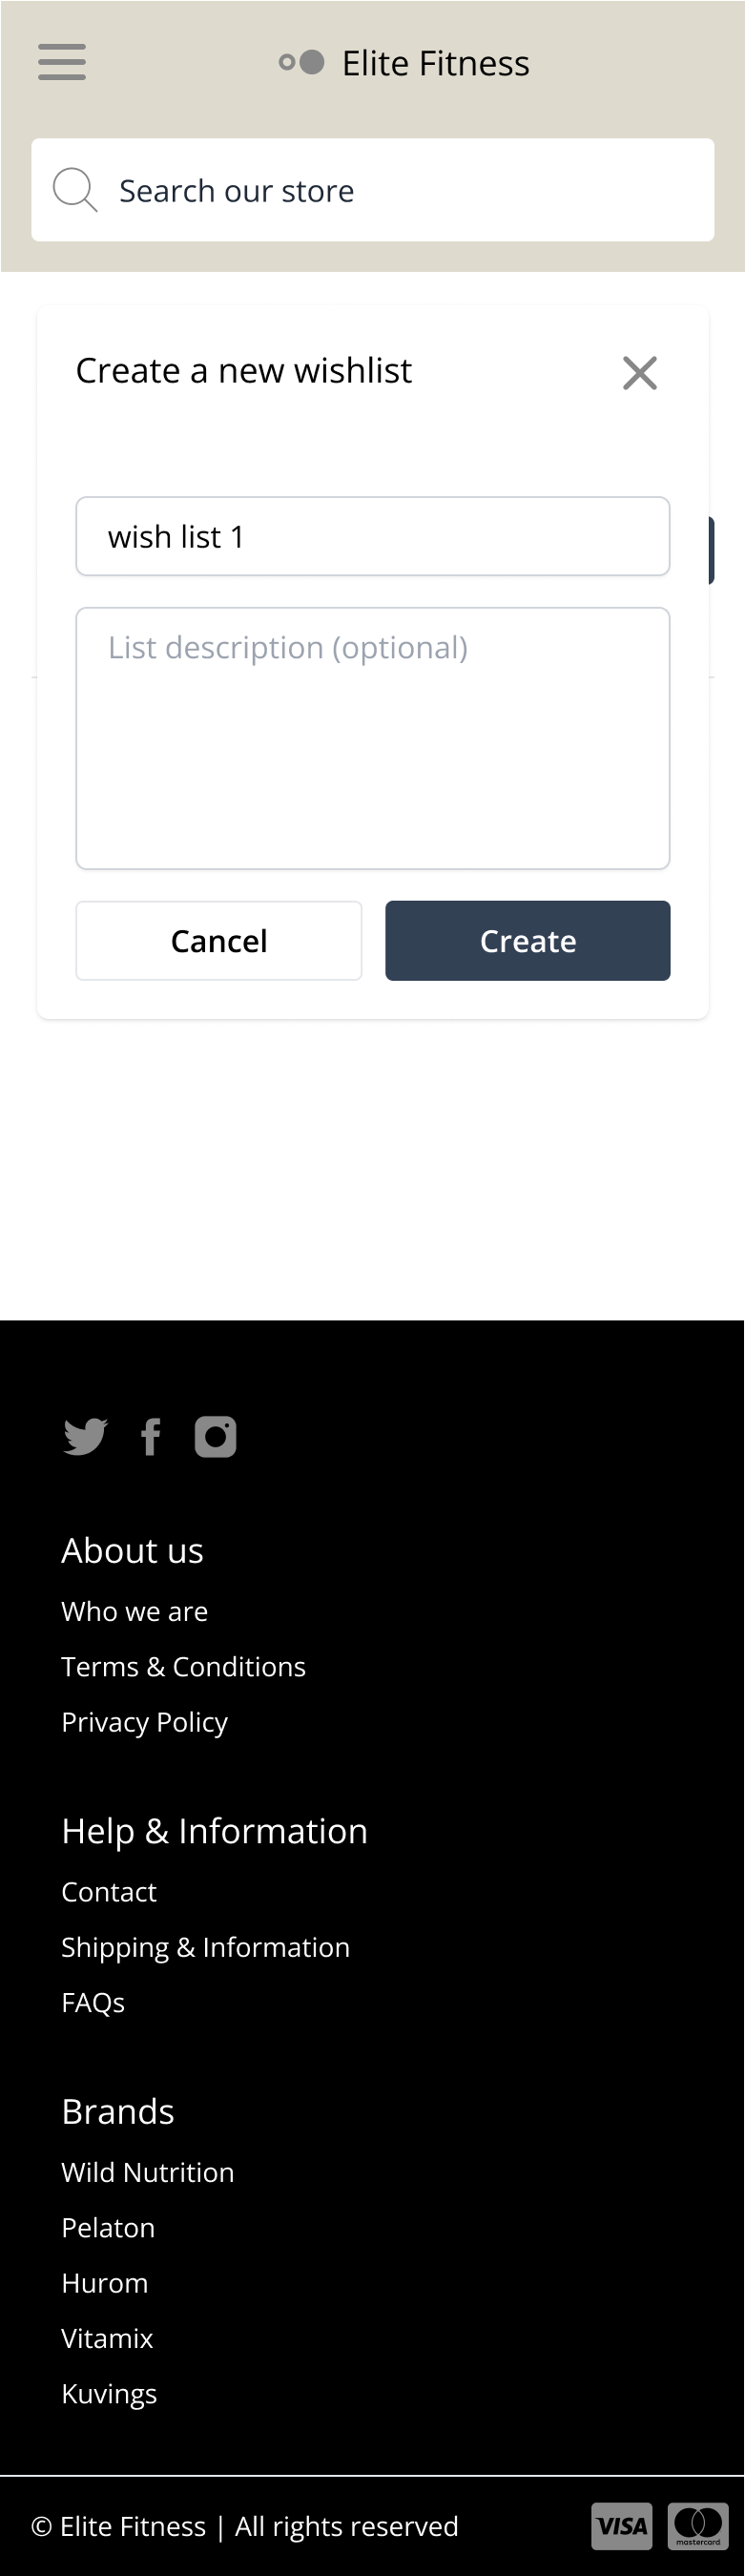 Elite Fitness
Search our store
Create a new wishlist
wish list 1
List description (optional)
Cancel
Create
About us
Who we are
Terms & Conditions
Privacy Policy
Help & Information
Contact
Shipping & Information
FAQs
Brands
Wild Nutrition
Pelaton
Hurom
Vitamix
Kuvings
© Elite Fitness | All rights reserved
VISA
mastercard